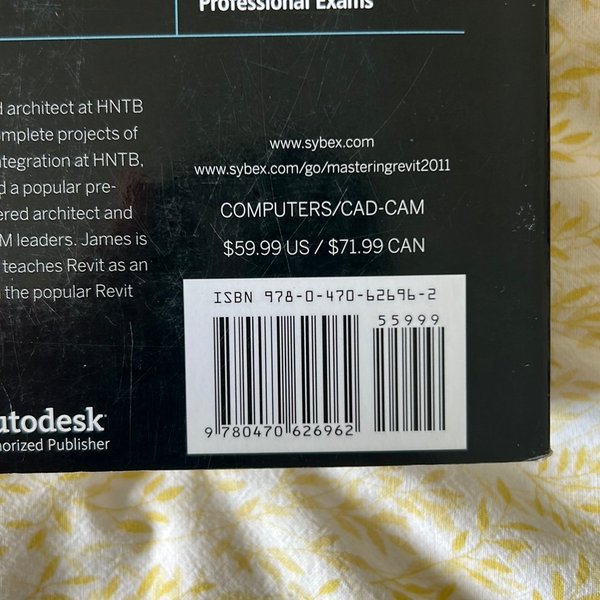 Professional Exams
architect at HNTB
mplete projects of
ntegration at HNTB,
d a popular pre-
ered architect and
M leaders. James is
teaches Revit as an
the popular Revit
www.sybex.com
www.sybex.com/go/masteringrevit2011
COMPUTERS/CAD-CAM
$59.99 US / $71.99 CAN
ISBN 978-0-470-62696-2
55999
9 780470 626962
utodesk
horized Publisher